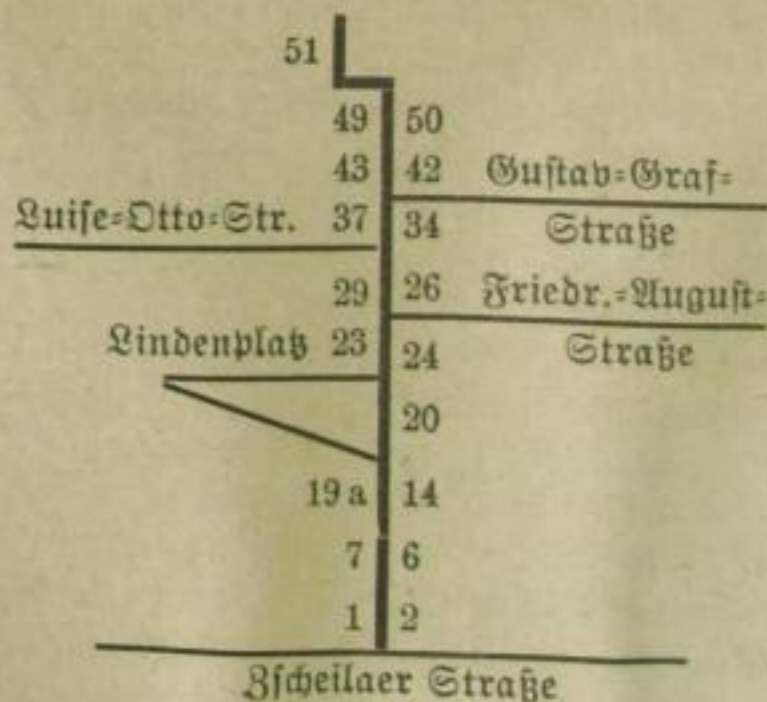 51
49 50
43 42 Guſtav=Graf=
Luiſe=Otto=Str. 37 34 Straße
29 26 Friedr.=Auguſt=
Lindenplatz 23 24 Straße
20
19 a 14
7 6
1 2
Zſcheilaer Straße